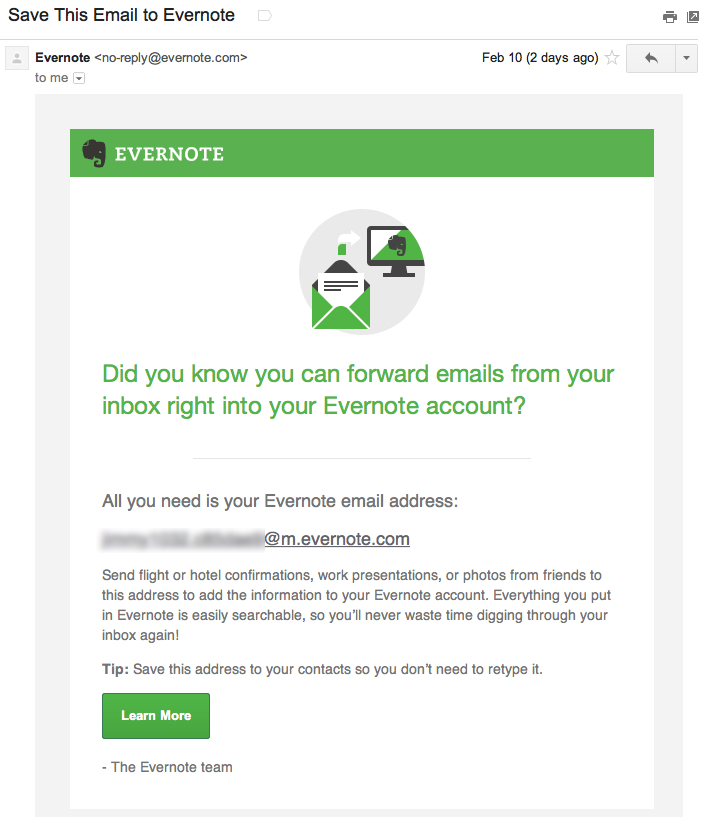 Save This Email to Evernote
Evernote <no-reply@evernote.com>
Feb 10 (2 days ago)
to me
EVERNOTE
Did you know you can forward emails from your
inbox right into your Evernote account?
All you need is your Evernote email address:
@m.evernote.com
Send flight or hotel confirmations, work presentations, or photos from friends to
this address to add the information to your Evernote account. Everything you put
in Evernote is easily searchable, so you’ll never waste time digging through your
inbox again!
Tip: Save this address to your contacts so you don’t need to retype it.
Learn More
- The Evernote team